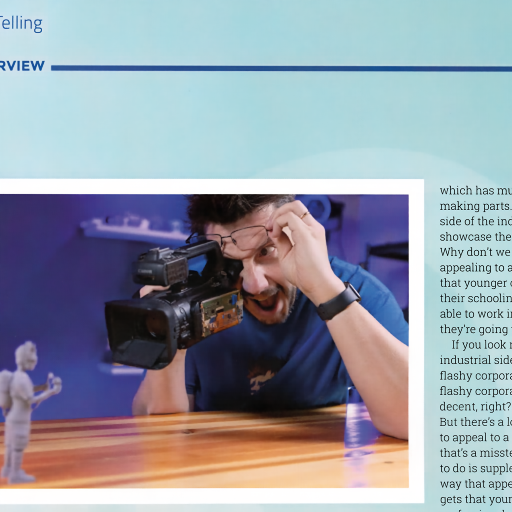 Telling
RVIEW
which has mu
making parts.
side of the ind
showcase the
Why don't we
appealing to a
that younger
their schoolin
able to work i
they're going
If you look
industrial side
flashy corpora
flashy corpora
decent, right?
But there's a lo
to appeal to a
that's a misste
to do is supple
way that appe
gets that your